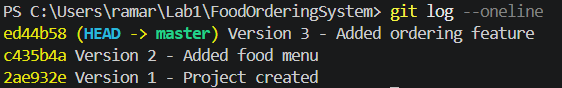 PS C:\Users\ramar\Lab1\FoodOrderingSystem> git log --oneline
ed44b58 (HEAD -> master) Version 3 - Added ordering feature
c435b4a Version 2 - Added food menu
2ae932e Version 1 - Project created